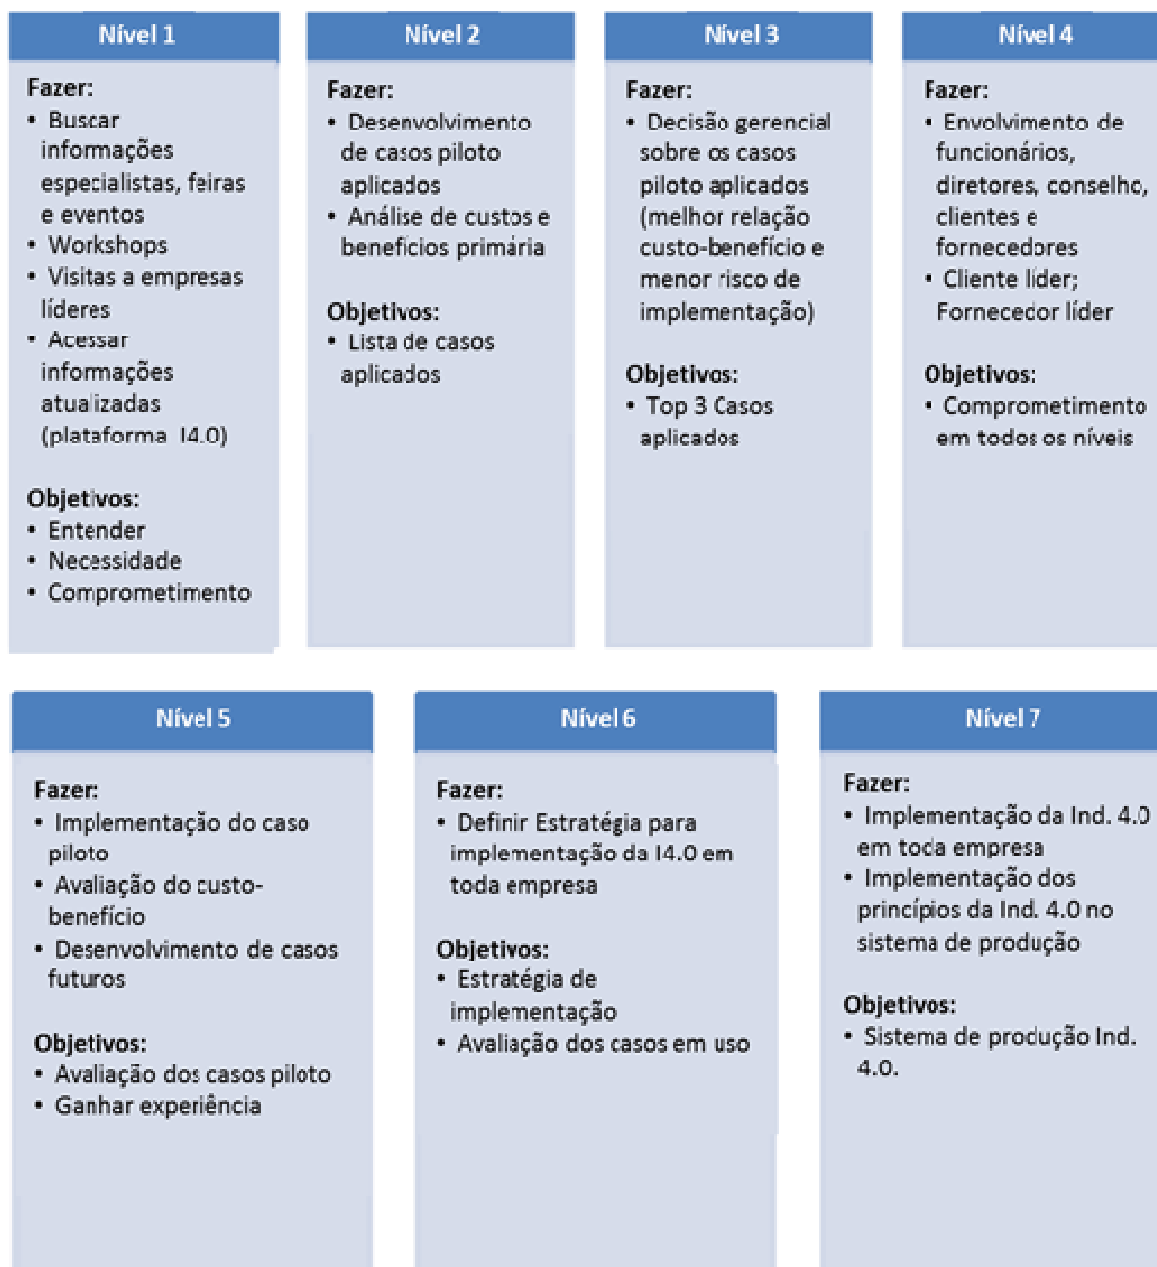 Nível 1
Fazer:
• Buscar
informações
especialistas, feiras
e eventos
• Workshops
• Visitas a empresas
líderes
• Acessar
informações
atualizadas
(plataforma I4.0)
Objetivos:
• Entender
• Necessidade
• Comprometimento
Nível 2
Fazer:
• Desenvolvimento
de casos piloto
aplicados
• Análise de custos e
benefícios primária
Objetivos:
• Lista de casos
aplicados
Nível 3
Fazer:
• Decisão gerencial
sobre os casos
piloto aplicados
(melhor relação
custo-benefício e
menor risco de
implementação)
Objetivos:
• Top 3 Casos
aplicados
Nível 4
Fazer:
• Envolvimento de
funcionários,
diretores, conselho,
clientes e
fornecedores
• Cliente líder;
Fornecedor líder
Objetivos:
• Comprometimento
em todos os níveis
Nível 5
Fazer:
• Implementação do caso
piloto
• Avaliação do custo-
benefício
• Desenvolvimento de casos
futuros
Objetivos:
• Avaliação dos casos piloto
• Ganhar experiência
Nível 6
Fazer:
• Definir Estratégia para
implementação da I4.0 em
toda empresa
Objetivos:
• Estratégia de
implementação
• Avaliação dos casos em uso
Nível 7
Fazer:
• Implementação da Ind. 4.0
em toda empresa
• Implementação dos
princípios da Ind. 4.0 no
sistema de produção
Objetivos:
• Sistema de produção Ind.
4.0.